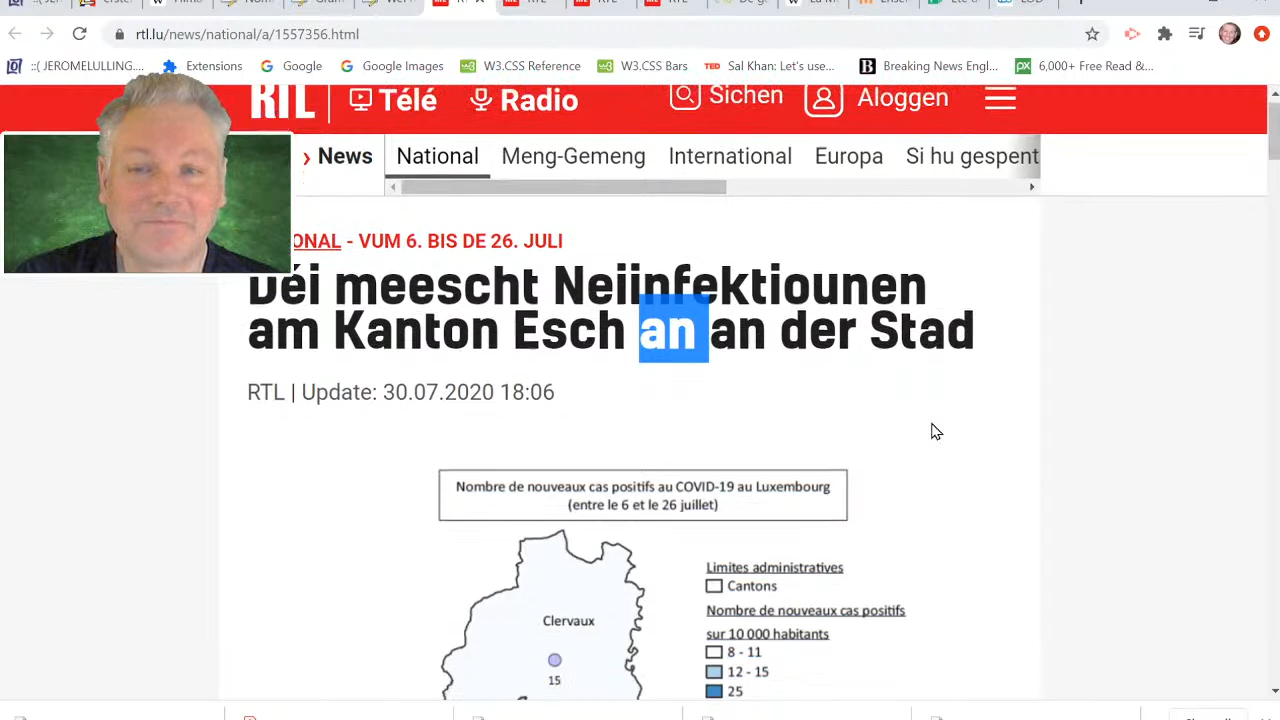 rtl.lu/news/national/a/1557356.html
::( JEROMELULLING.... Extensions Google Google Images W3.CSS Reference W3.CSS Bars TED Sal Khan: Let's use... B Breaking News Engl... px 6,000+ Free Read &...
RTL Télé Radio Sichen Aloggen
› News National Meng-Gemeng International Europa Si hu gespent
ONAL - VUM 6. BIS DE 26. JULI
Déi meescht Neiinfektiounen
am Kanton Esch an an der Stad
RTL | Update: 30.07.2020 18:06
Nombre de nouveaux cas positifs au COVID-19 au Luxembourg
(entre le 6 et le 26 juillet)
Limites administratives
Cantons
Nombre de nouveaux cas positifs
sur 10 000 habitants
8 - 11
12 - 15
25
Clervaux
15